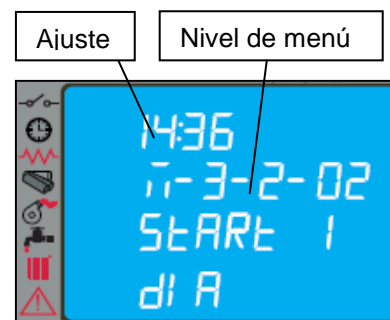 Ajuste
Nivel de menú
14:36
M-3-2-02
START 1
dI A